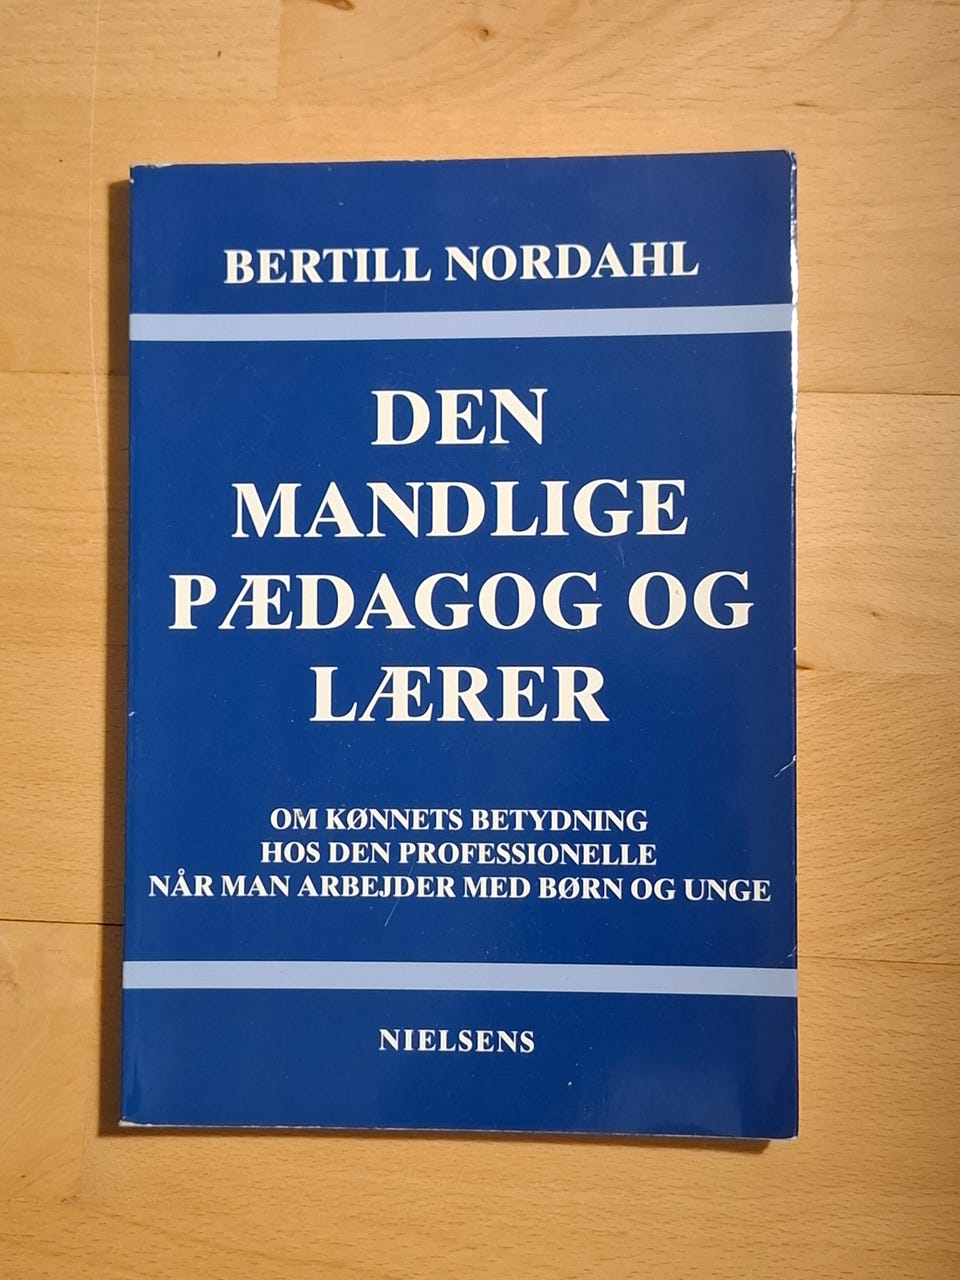 BERTILL NORDAHL
DEN
MANDLIGE
PÆDAGOG OG
LÆRER
OM KØNNETS BETYDNING
HOS DEN PROFESSIONELLE
NÅR MAN ARBEJDER MED BØRN OG UNGE
NIELSENS